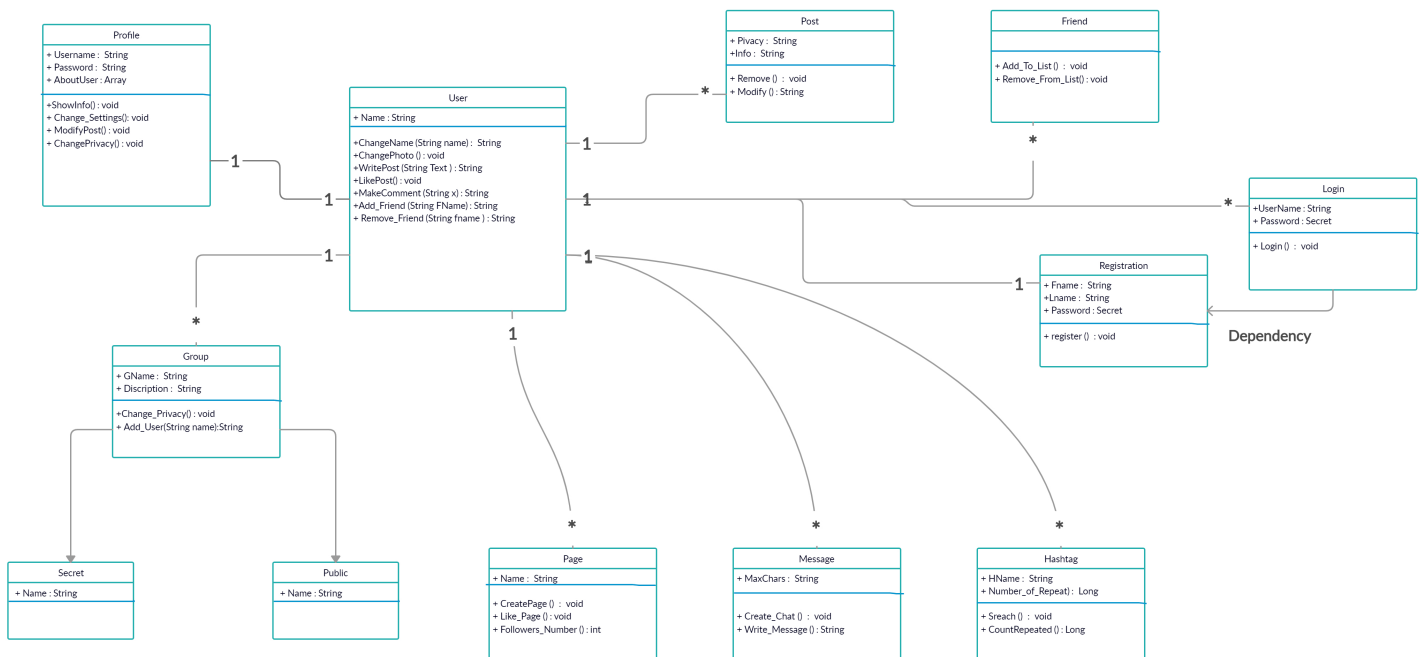 Profile
+ Username : String
+ Password : String
+ AboutUser : Array
+ShowInfo() : void
+ Change_Settings(): void
+ ModifyPost() : void
+ ChangePrivacy() : void
1
1
User
+ Name : String
+ChangeName (String name) : String
+ChangePhoto () : void
+WritePost (String Text ) : String
+LikePost() : void
+MakeComment (String x) : String
+Add_Friend (String FName) : String
+ Remove_Friend (String fname ) : String
1
*
Post
+ Pivacy : String
+Info : String
+ Remove () : void
+ Modify () : String
Friend
+ Add_To_List () : void
+ Remove_From_List() : void
*
1
*
Login
+UserName : String
+ Password : Secret
+ Login () : void
1
Registration
+ Fname : String
+Lname : String
+ Password : Secret
+ register () : void
Dependency
1
*
Group
+ GName : String
+ Discription : String
+Change_Privacy() : void
+ Add_User(String name):String
Secret
+ Name : String
Public
+ Name : String
1
*
Page
+ Name : String
+ CreatePage () : void
+ Like_Page () : void
+ Followers_Number () : int
1
*
Message
+ MaxChars : String
+ Create_Chat () : void
+ Write_Message () : String
*
Hashtag
+ HName : String
+ Number_of_Repeat) : Long
+ Sreach () : void
+ CountRepeated () : Long